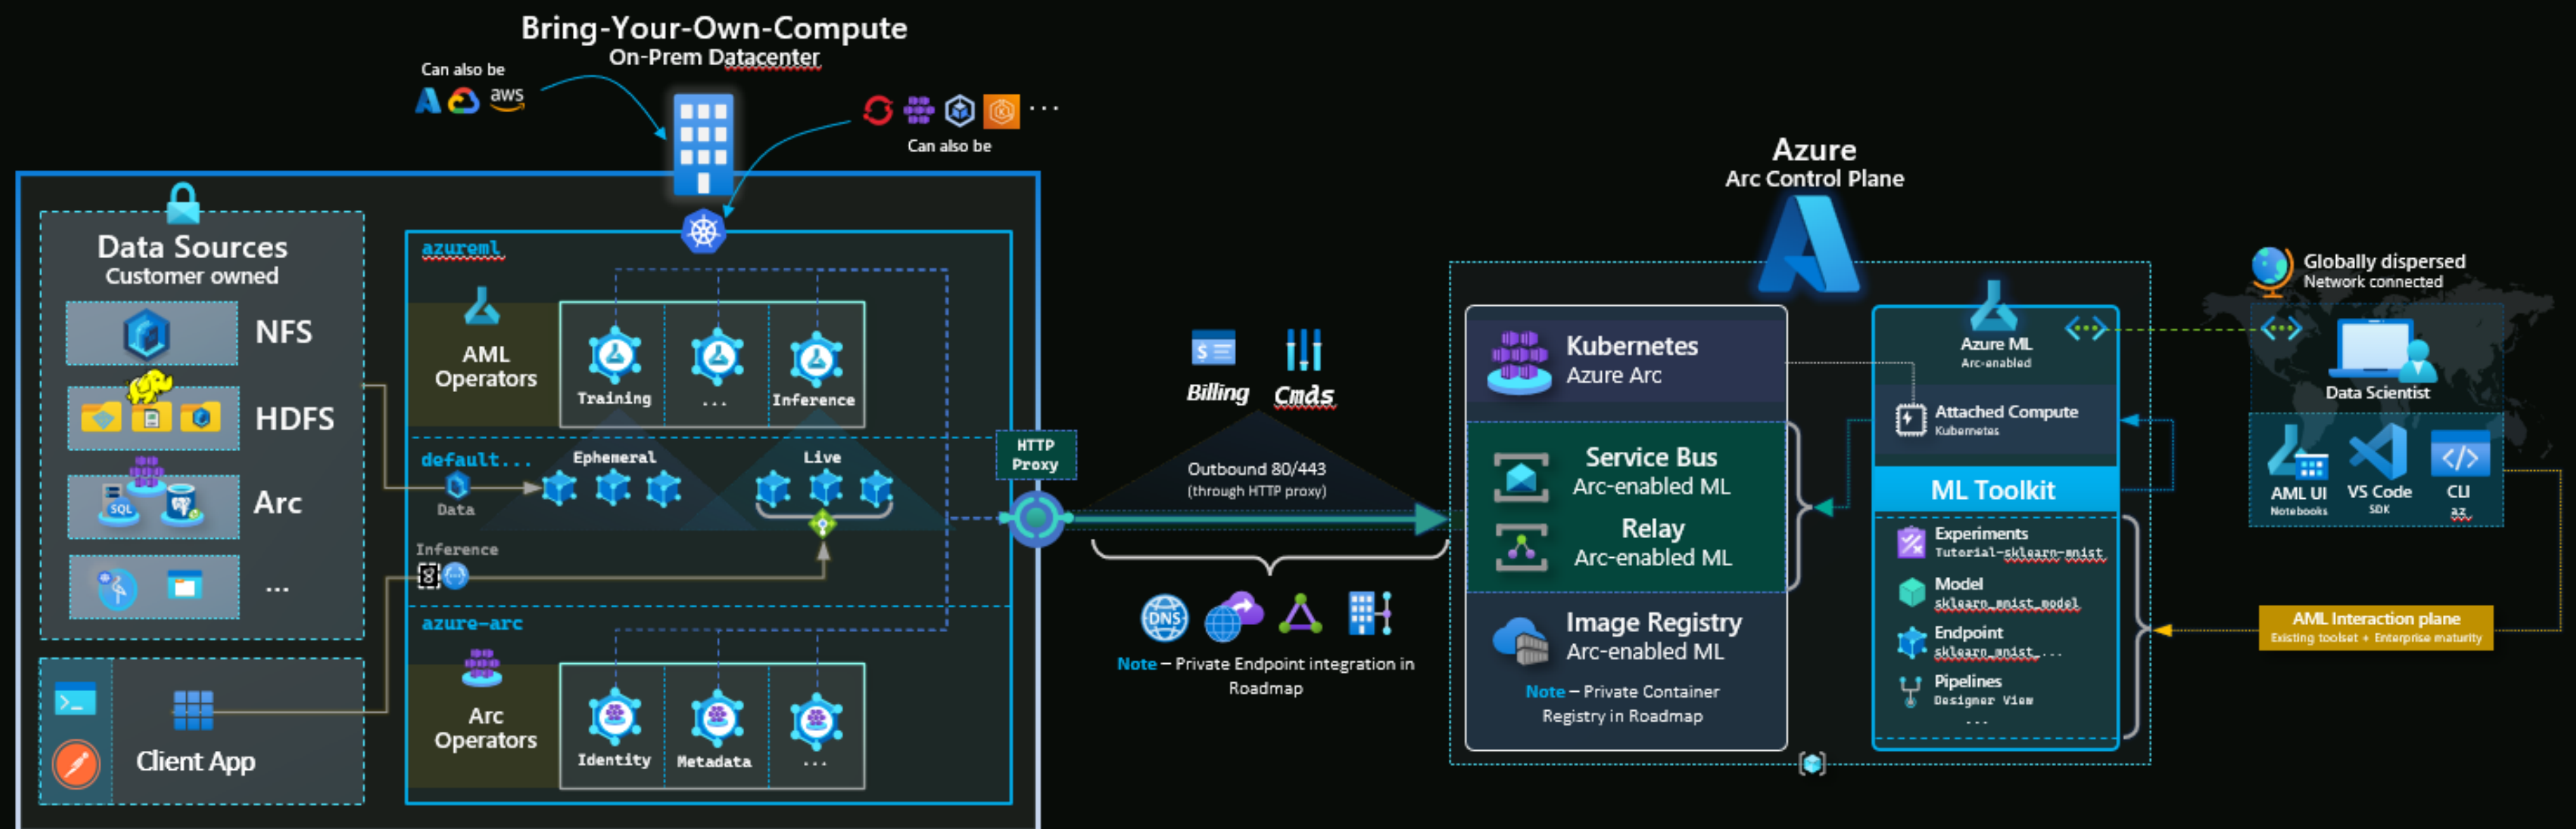 Bring-Your-Own-Compute
On-Prem Datacenter
Can also be
aws
...
Can also be
Data Sources
Customer owned
NFS
HDFS
SQL
Arc
...
Client App
azureml
AML
Operators
Training
...
Inference
default...
Ephemeral
Live
Data
Inference
azure-arc
Arc
Operators
Identity
Metadata
...
HTTP
Proxy
$
Billing
Cmds
Outbound 80/443
(through HTTP proxy)
DNS
Note – Private Endpoint integration in
Roadmap
Azure
Arc Control Plane
Kubernetes
Azure Arc
Service Bus
Arc-enabled ML
Relay
Arc-enabled ML
Image Registry
Arc-enabled ML
Note – Private Container
Registry in Roadmap
Azure ML
Arc-enabled
Attached Compute
Kubernetes
ML Toolkit
Experiments
Tutorial-sklearn-mnist
Model
sklearn_mnist_model
Endpoint
sklearn_mnist_...
Pipelines
Designer View
...
Globally dispersed
Network connected
Data Scientist
AML UI
Notebooks
VS Code
SDK
CLI
az
AML Interaction plane
Existing toolset + Enterprise maturity